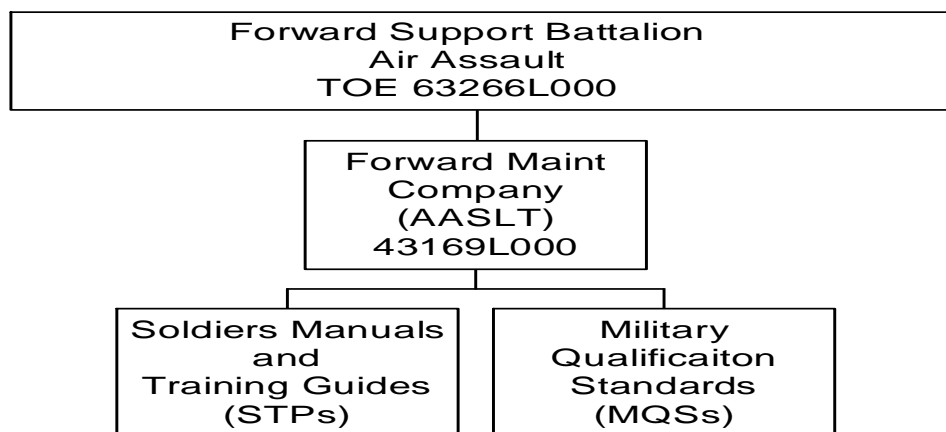 Forward Support Battalion
Air Assault
TOE 63266L000
Forward Maint
Company
(AASLT)
43169L000
Soldiers Manuals
and
Training Guides
(STPs)
Military
Qualificaiton
Standards
(MQSs)